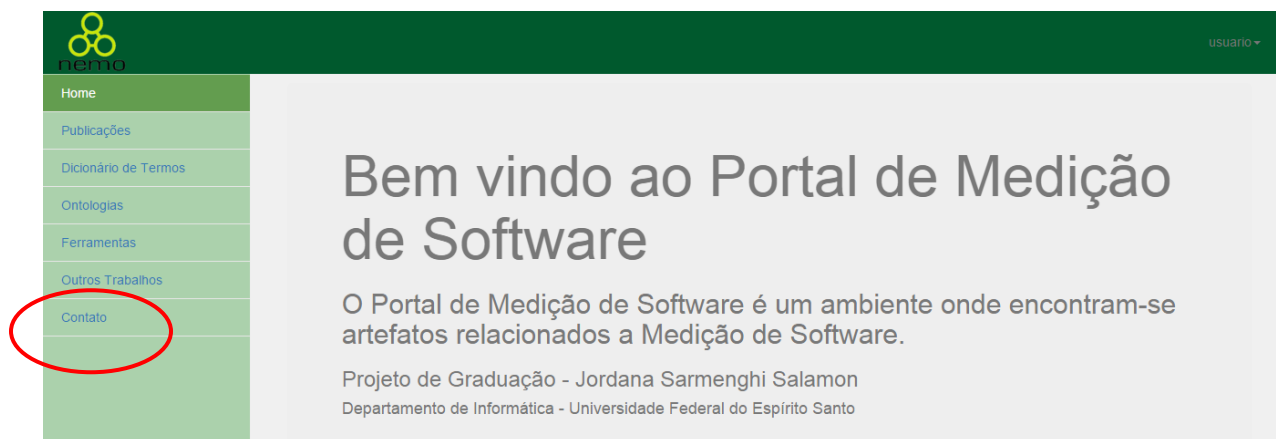 nemo
usuario
Home
Publicações
Dicionário de Termos
Ontologias
Ferramentas
Outros Trabalhos
Contato
Bem vindo ao Portal de Medição
de Software
O Portal de Medição de Software é um ambiente onde encontram-se
artefatos relacionados a Medição de Software.
Projeto de Graduação - Jordana Sarmenghi Salamon
Departamento de Informática - Universidade Federal do Espírito Santo